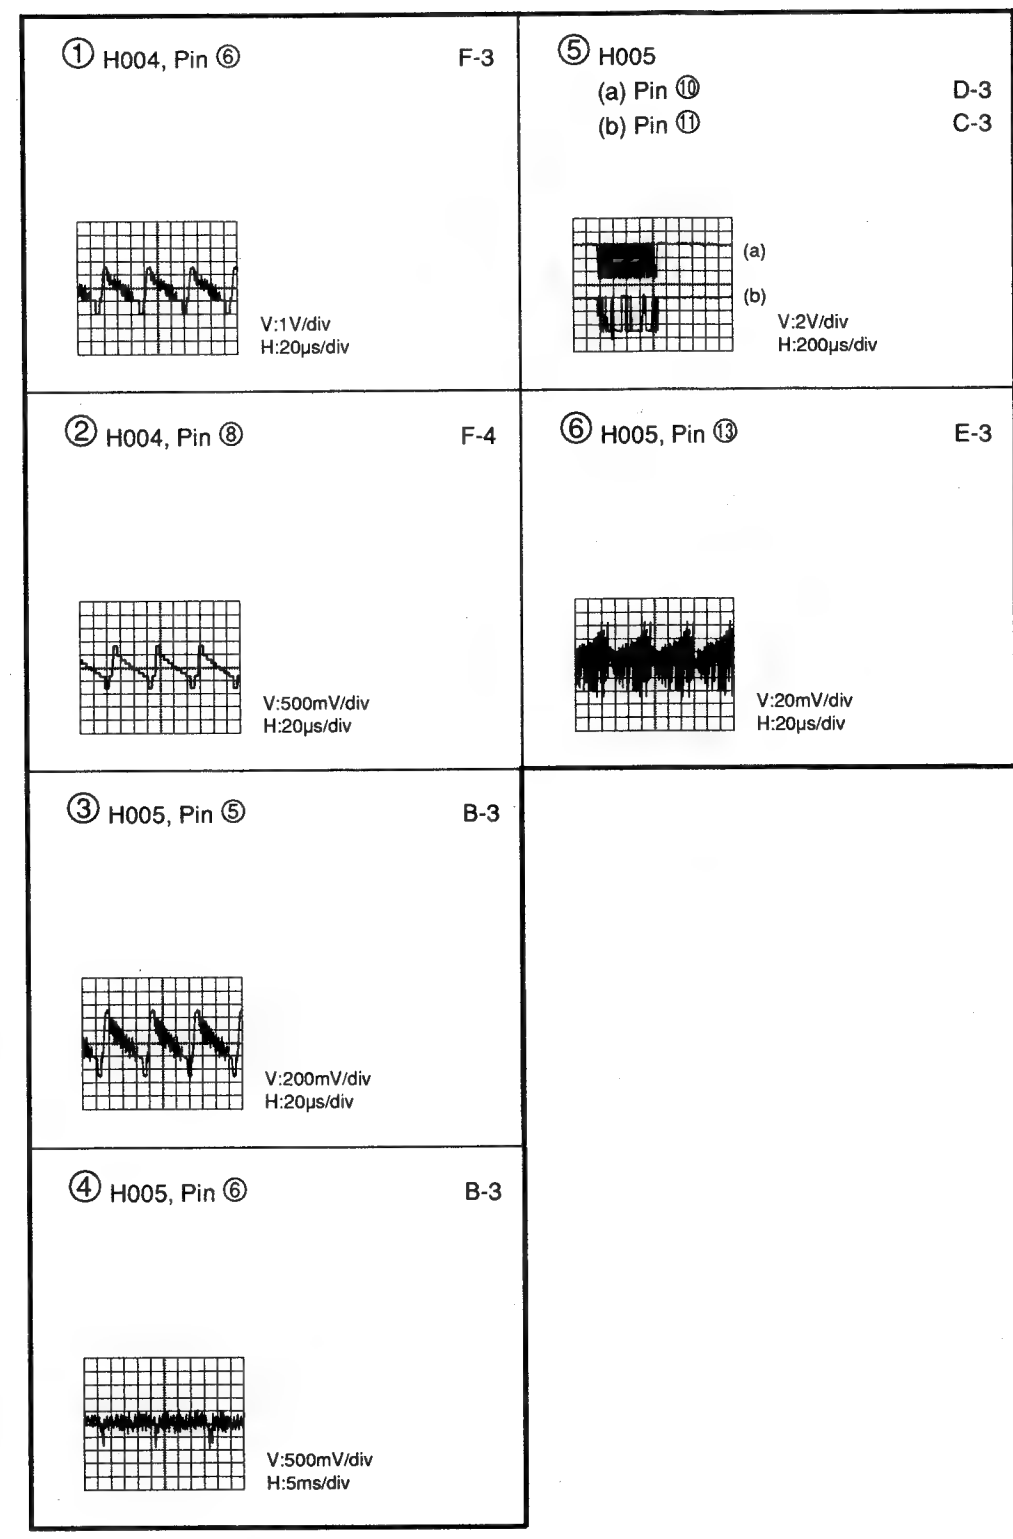 ① H004, Pin ⑥ F-3
V:1V/div
H:20μs/div
② H004, Pin ⑧ F-4
V:500mV/div
H:20μs/div
③ H005, Pin ⑤ B-3
V:200mV/div
H:20μs/div
④ H005, Pin ⑥ B-3
V:500mV/div
H:5ms/div
⑤ H005
(a) Pin ⑩ D-3
(b) Pin ⑪ C-3
(a)
(b)
V:2V/div
H:200μs/div
⑥ H005, Pin ⑬ E-3
V:20mV/div
H:20μs/div